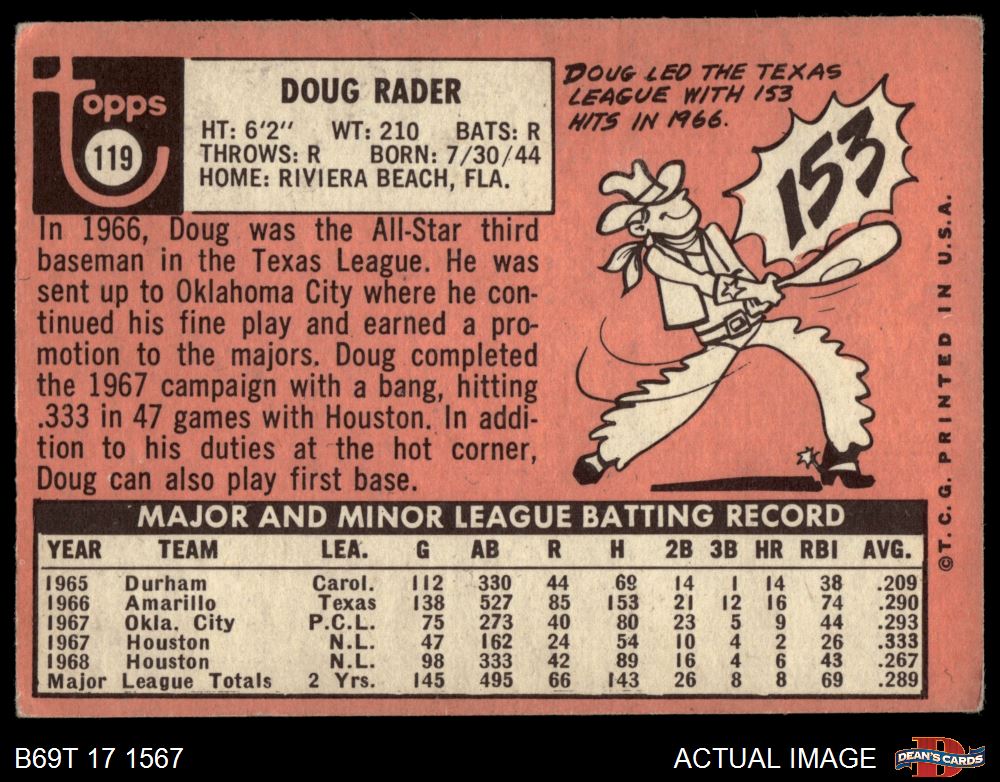 Topps
119
DOUG RADER
HT: 6'2" WT: 210 BATS: R
THROWS: R BORN: 7/30/44
HOME: RIVIERA BEACH, FLA.
In 1966, Doug was the All-Star third
baseman in the Texas League. He was
sent up to Oklahoma City where he con-
tinued his fine play and earned a pro-
motion to the majors. Doug completed
the 1967 campaign with a bang, hitting
.333 in 47 games with Houston. In addi-
tion to his duties at the hot corner,
Doug can also play first base.
DOUG LED THE TEXAS
LEAGUE WITH 153
HITS IN 1966.
153
©T. C. G. PRINTED IN U. S. A.
MAJOR AND MINOR LEAGUE BATTING RECORD
YEAR TEAM LEA. G AB R H 2B 3B HR RBI AVG.
1965 Durham Carol. 112 330 44 69 14 1 14 38 .209
1966 Amarillo Texas 138 527 85 153 21 12 16 74 .290
1967 Okla. City P.C.L. 75 273 40 80 23 5 9 44 .293
1967 Houston N.L. 47 162 24 54 10 4 2 26 .333
1968 Houston N.L. 98 333 42 89 16 4 6 43 .267
Major League Totals 2 Yrs. 145 495 66 143 26 8 8 69 .289
B69T 17 1567
ACTUAL IMAGE
D
DEAN'S CARDS